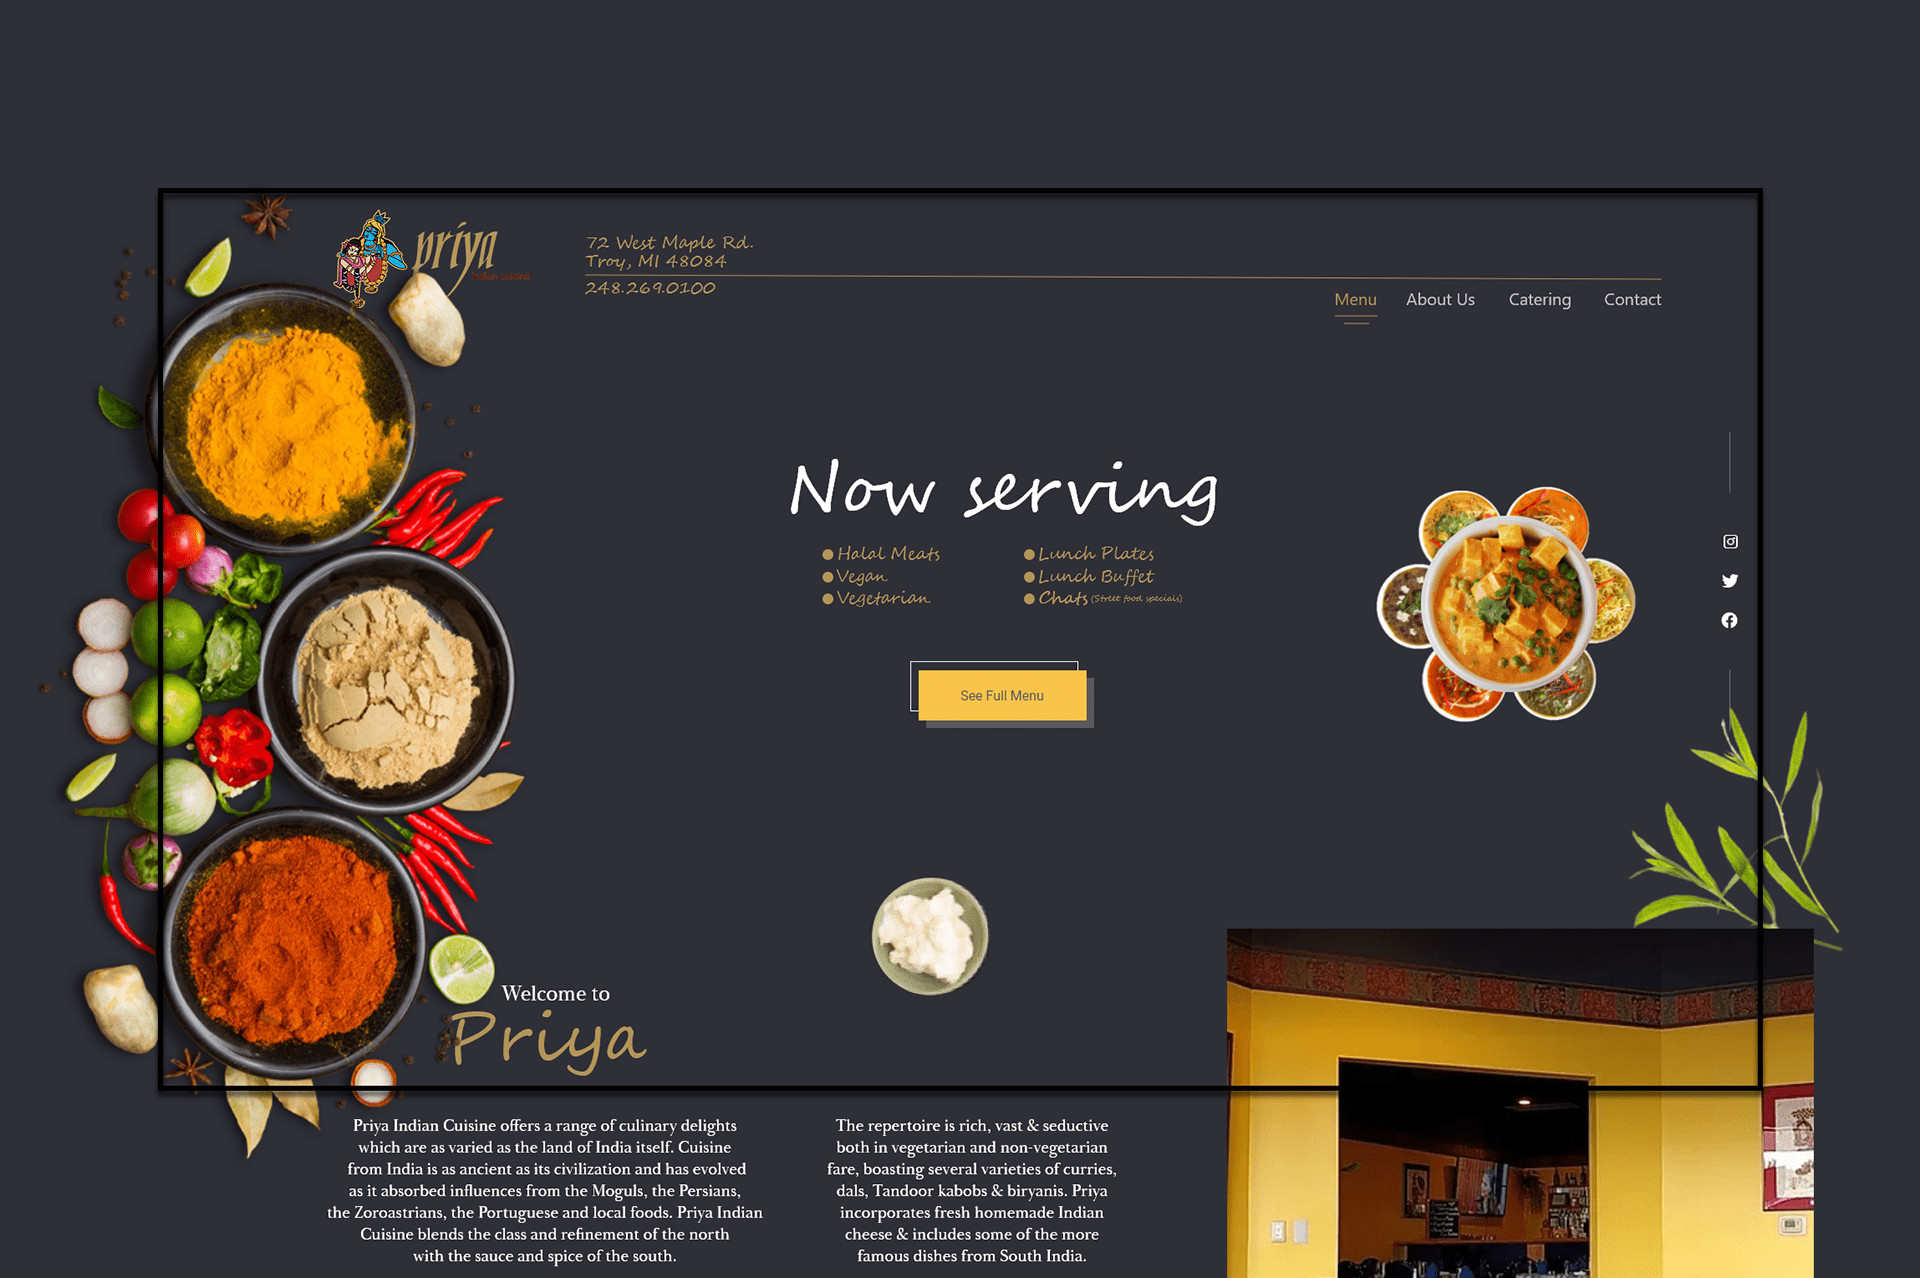 priya
indian cuisine
72 West Maple Rd.
Troy, MI 48084
248.269.0100
Menu
About Us
Catering
Contact
Now serving
Halal Meats
Vegan
Vegetarian
Lunch Plates
Lunch Buffet
Chats (Street food specials)
See Full Menu
Welcome to
Priya
Priya Indian Cuisine offers a range of culinary delights
which are as varied as the land of India itself. Cuisine
from India is as ancient as its civilization and has evolved
as it absorbed influences from the Moguls, the Persians,
the Zoroastrians, the Portuguese and local foods. Priya Indian
Cuisine blends the class and refinement of the north
with the sauce and spice of the south.
The repertoire is rich, vast & seductive
both in vegetarian and non-vegetarian
fare, boasting several varieties of curries,
dals, Tandoor kabobs & biryanis. Priya
incorporates fresh homemade Indian
cheese & includes some of the more
famous dishes from South India.